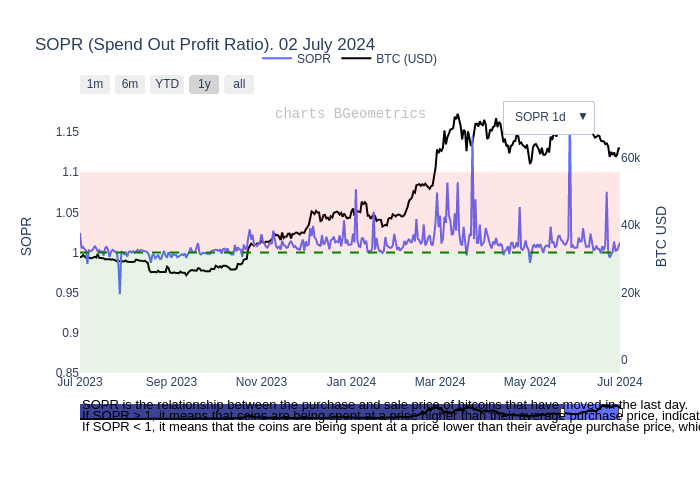 SOPR (Spend Out Profit Ratio). 02 July 2024
SOPR BTC (USD)
1m 6m YTD 1y all
charts BGeometrics
SOPR 1d ▼
1.15
1.1
1.05
1
0.95
0.9
0.85
SOPR
60k
40k
20k
0
BTC USD
Jul 2023 Sep 2023 Nov 2023 Jan 2024 Mar 2024 May 2024 Jul 2024
SOPR is the relationship between the purchase and sale price of bitcoins that have moved in the last day.
If SOPR > 1, it means that coins are being spent at a price higher than their average purchase price, indicat
If SOPR < 1, it means that the coins are being spent at a price lower than their average purchase price, whic